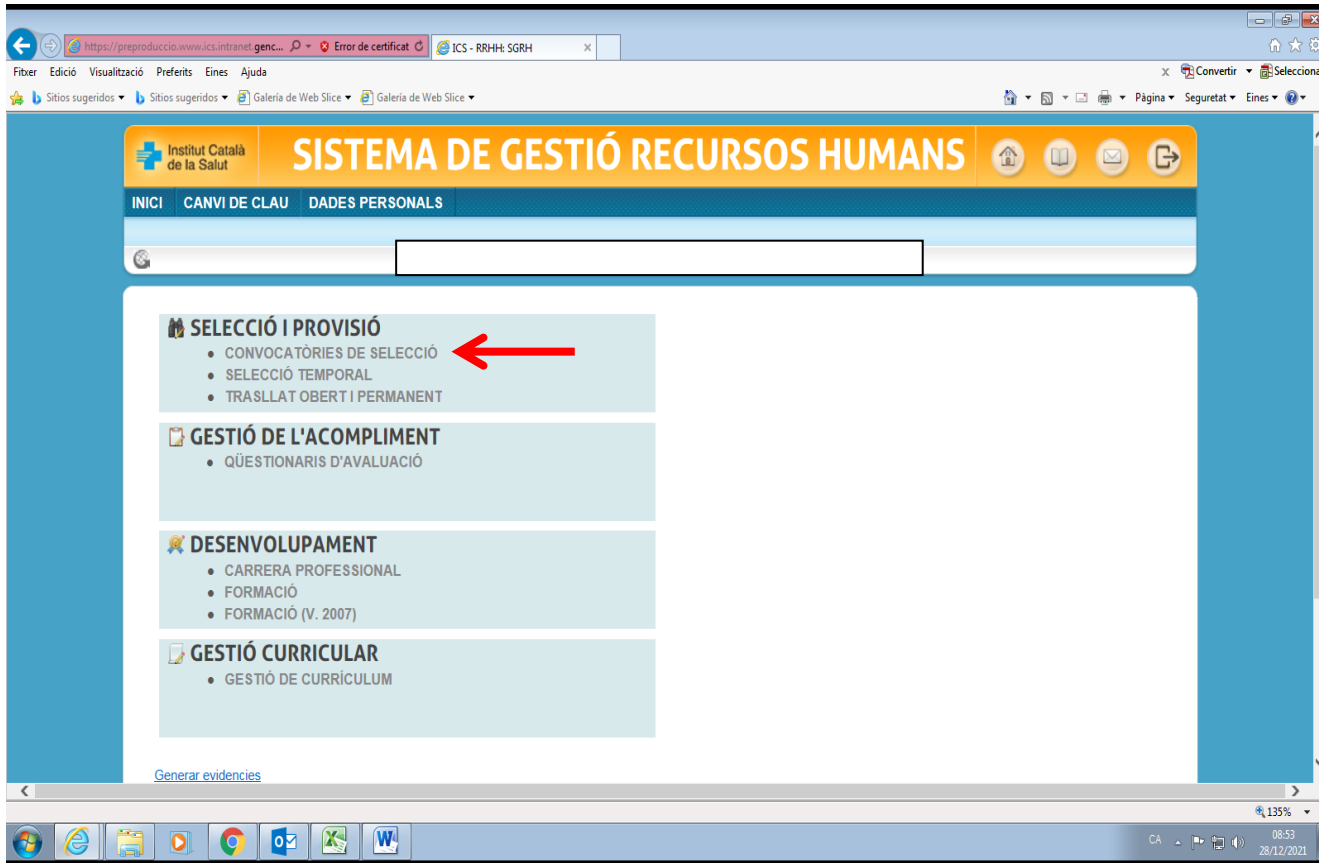 https://preproduccio.www.ics.intranet.genc... Error de certificat ICS - RRHH: SGRH
Fitxer Edició Visualització Preferits Eines Ajuda
Convertir Selecciona
Sitios sugeridos Sitios sugeridos Galería de Web Slice Galería de Web Slice
Pàgina Seguretat Eines
Institut Català
de la Salut
SISTEMA DE GESTIÓ RECURSOS HUMANS
INICI CANVI DE CLAU DADES PERSONALS
SELECCIÓ I PROVISIÓ
• CONVOCATÒRIES DE SELECCIÓ
• SELECCIÓ TEMPORAL
• TRASLLAT OBERT I PERMANENT
GESTIÓ DE L'ACOMPLIMENT
• QÜESTIONARIS D'AVALUACIÓ
DESENVOLUPAMENT
• CARRERA PROFESSIONAL
• FORMACIÓ
• FORMACIÓ (V. 2007)
GESTIÓ CURRICULAR
• GESTIÓ DE CURRÍCULUM
Generar evidencies
135%
CA
08:53
28/12/2021